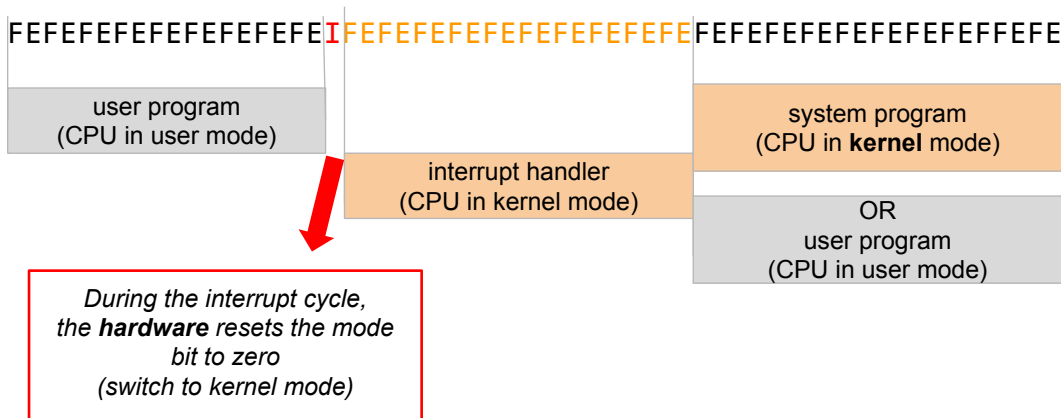 FEFEFEFEFEFEFEFEFEIFEFEFEFEFEFEFEFEFEFEFEFEFEFEFEFEFEFEFFEFE
user program
(CPU in user mode)
interrupt handler
(CPU in kernel mode)
system program
(CPU in kernel mode)
OR
user program
(CPU in user mode)
During the interrupt cycle,
the hardware resets the mode
bit to zero
(switch to kernel mode)